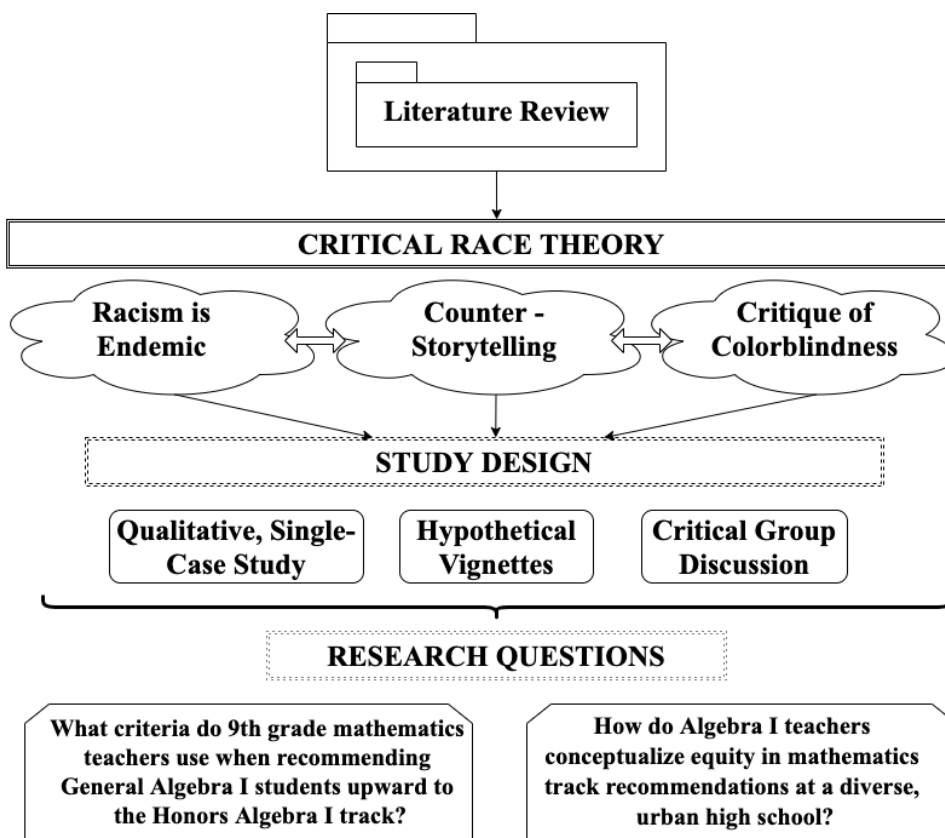 Literature Review
CRITICAL RACE THEORY
Racism is
Endemic
Counter -
Storytelling
Critique of
Colorblindness
STUDY DESIGN
Qualitative, Single-
Case Study
Hypothetical
Vignettes
Critical Group
Discussion
RESEARCH QUESTIONS
What criteria do 9th grade mathematics
teachers use when recommending
General Algebra I students upward to
the Honors Algebra I track?
How do Algebra I teachers
conceptualize equity in mathematics
track recommendations at a diverse,
urban high school?